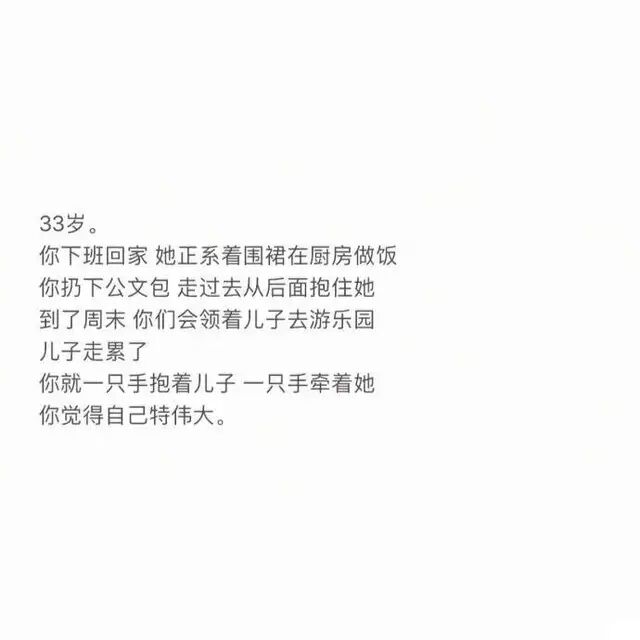 33岁。
你下班回家 她正系着围裙在厨房做饭
你扔下公文包 走过去从后面抱住她
到了周末 你们会领着儿子去游乐园
儿子走累了
你就一只手抱着儿子 一只手牵着她
你觉得自己特伟大。